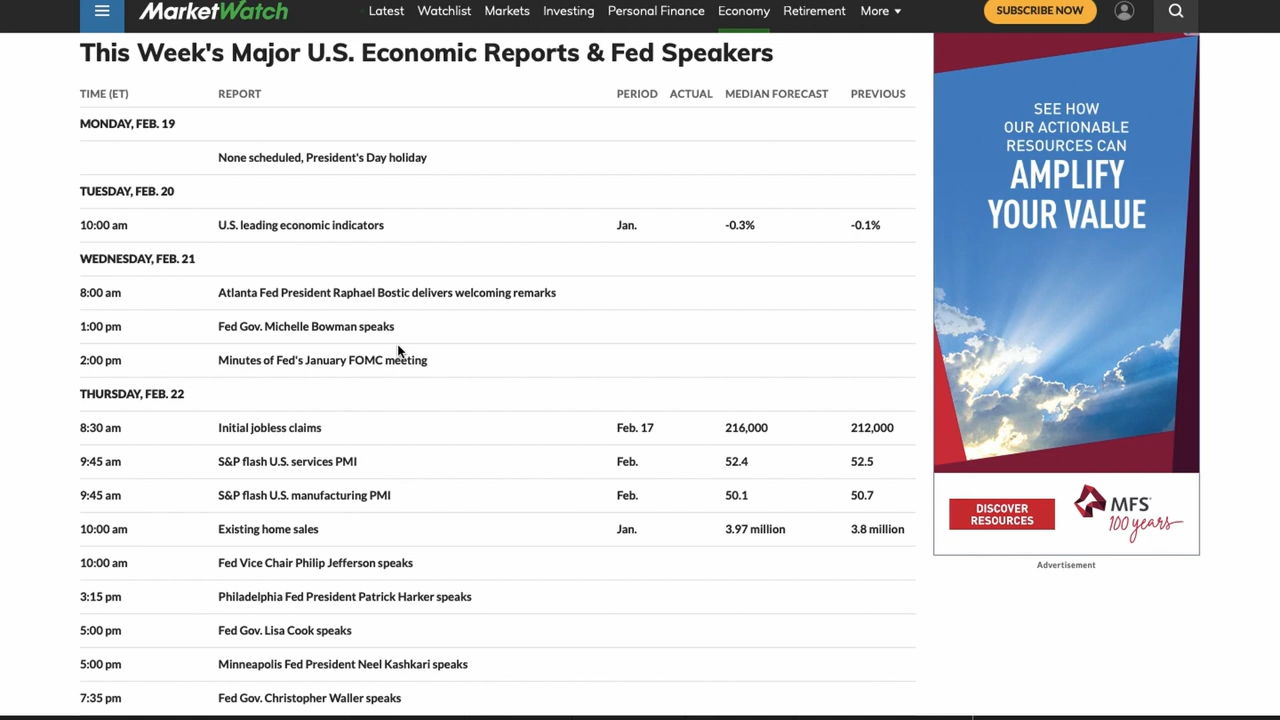 MarketWatch Latest Watchlist Markets Investing Personal Finance Economy Retirement More SUBSCRIBE NOW
This Week's Major U.S. Economic Reports & Fed Speakers
TIME (ET) REPORT PERIOD ACTUAL MEDIAN FORECAST PREVIOUS
MONDAY, FEB. 19
None scheduled, President's Day holiday
TUESDAY, FEB. 20
10:00 am U.S. leading economic indicators Jan. -0.3% -0.1%
WEDNESDAY, FEB. 21
8:00 am Atlanta Fed President Raphael Bostic delivers welcoming remarks
1:00 pm Fed Gov. Michelle Bowman speaks
2:00 pm Minutes of Fed's January FOMC meeting
THURSDAY, FEB. 22
8:30 am Initial jobless claims Feb. 17 216,000 212,000
9:45 am S&P flash U.S. services PMI Feb. 52.4 52.5
9:45 am S&P flash U.S. manufacturing PMI Feb. 50.1 50.7
10:00 am Existing home sales Jan. 3.97 million 3.8 million
10:00 am Fed Vice Chair Philip Jefferson speaks
3:15 pm Philadelphia Fed President Patrick Harker speaks
5:00 pm Fed Gov. Lisa Cook speaks
5:00 pm Minneapolis Fed President Neel Kashkari speaks
7:35 pm Fed Gov. Christopher Waller speaks
SEE HOW
OUR ACTIONABLE
RESOURCES CAN
AMPLIFY
YOUR VALUE
DISCOVER
RESOURCES
MFS
100 years
Advertisement